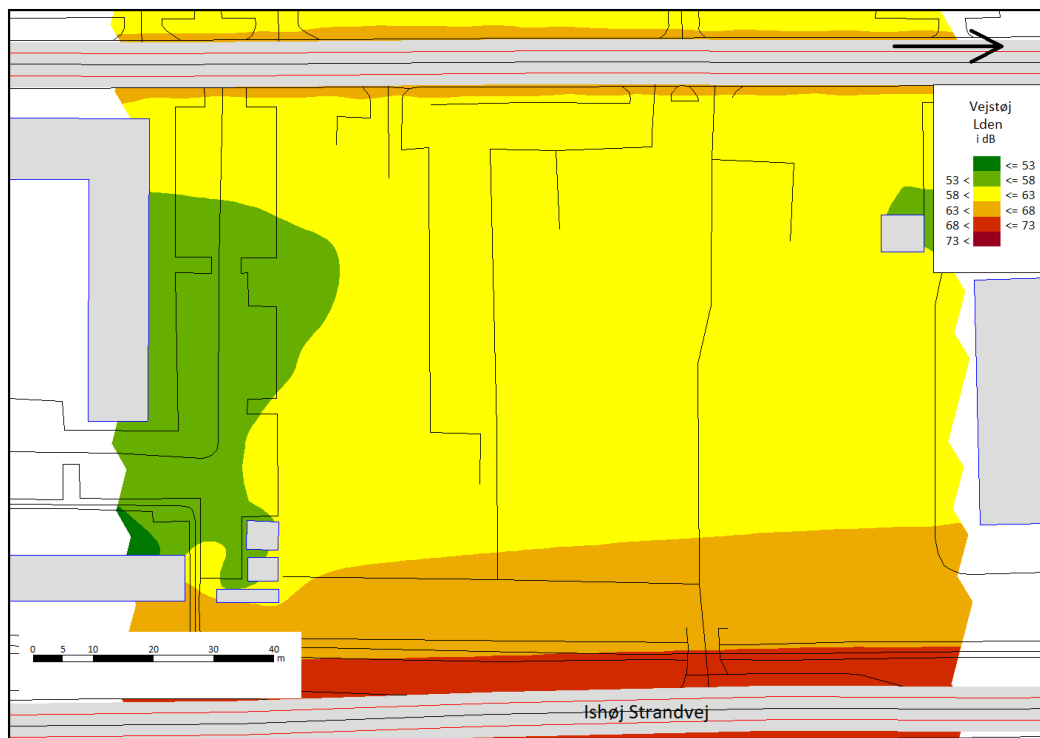 Vejstøj
Lden
i dB
<= 53
53 < <= 58
58 < <= 63
63 < <= 68
68 < <= 73
73 <
0 5 10 20 30 40
m
Ishøj Strandvej